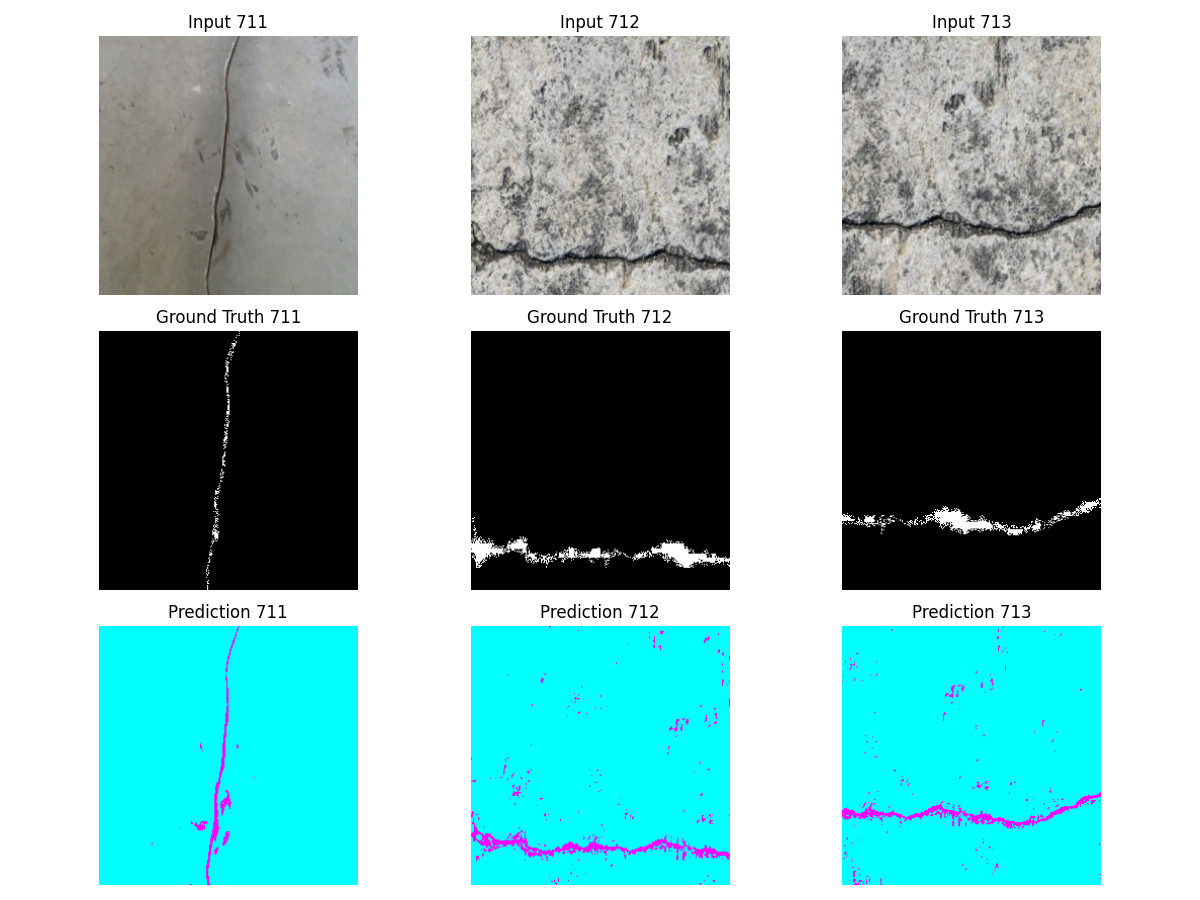 Input 711
Input 712
Input 713
Ground Truth 711
Ground Truth 712
Ground Truth 713
Prediction 711
Prediction 712
Prediction 713